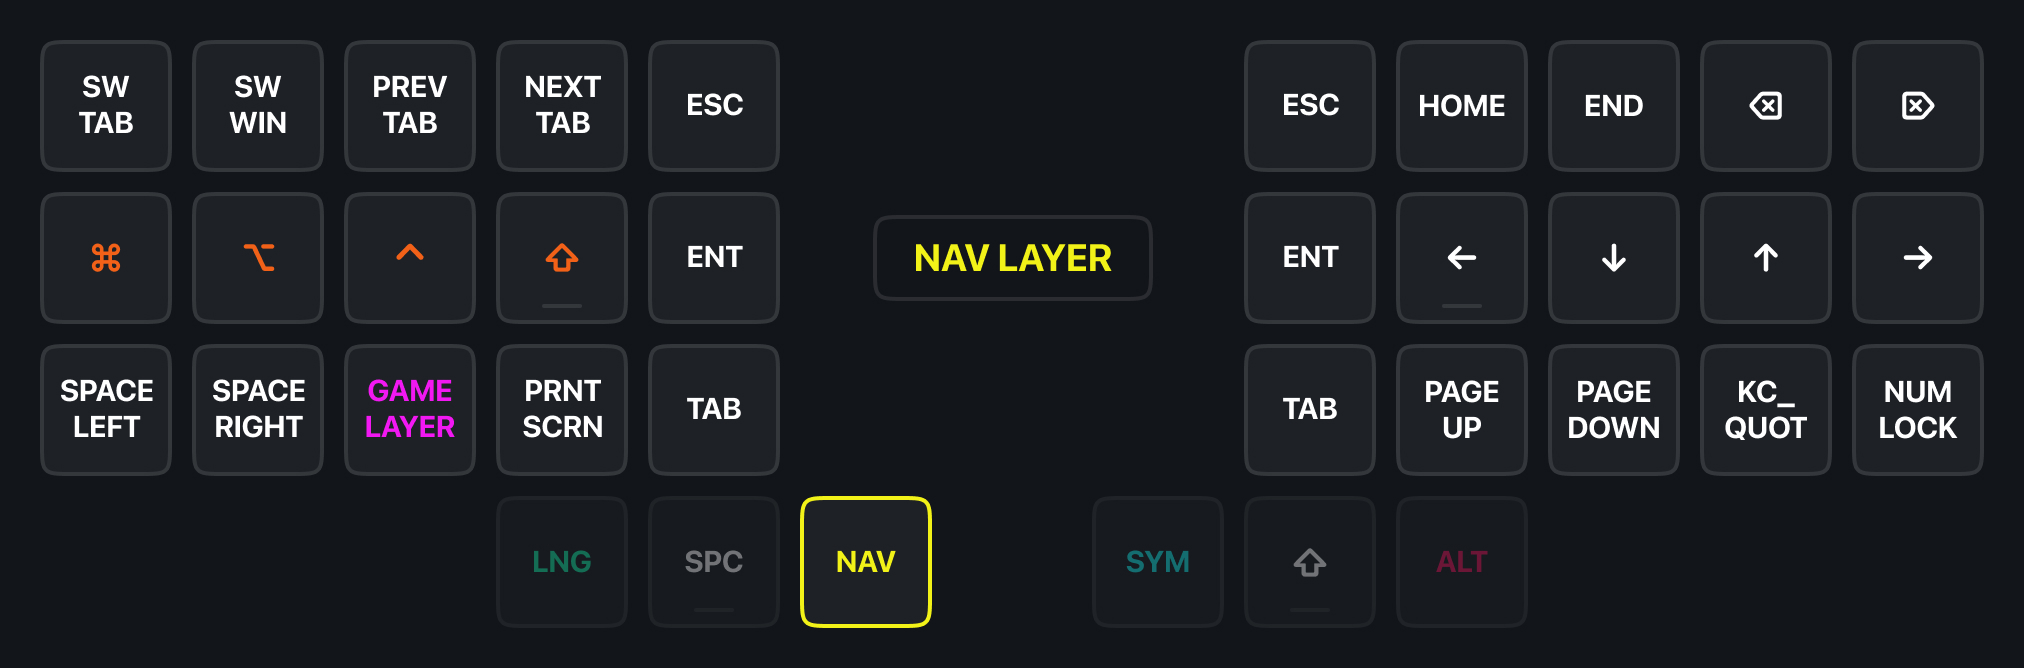 SW
TAB
SW
WIN
PREV
TAB
NEXT
TAB
ESC
ESC
HOME
END
⌫
⌦
⌘
⌥
^
⇧
ENT
NAV LAYER
ENT
←
↓
↑
→
SPACE
LEFT
SPACE
RIGHT
GAME
LAYER
PRNT
SCRN
TAB
TAB
PAGE
UP
PAGE
DOWN
KC_
QUOT
NUM
LOCK
LNG
SPC
NAV
SYM
⇧
ALT